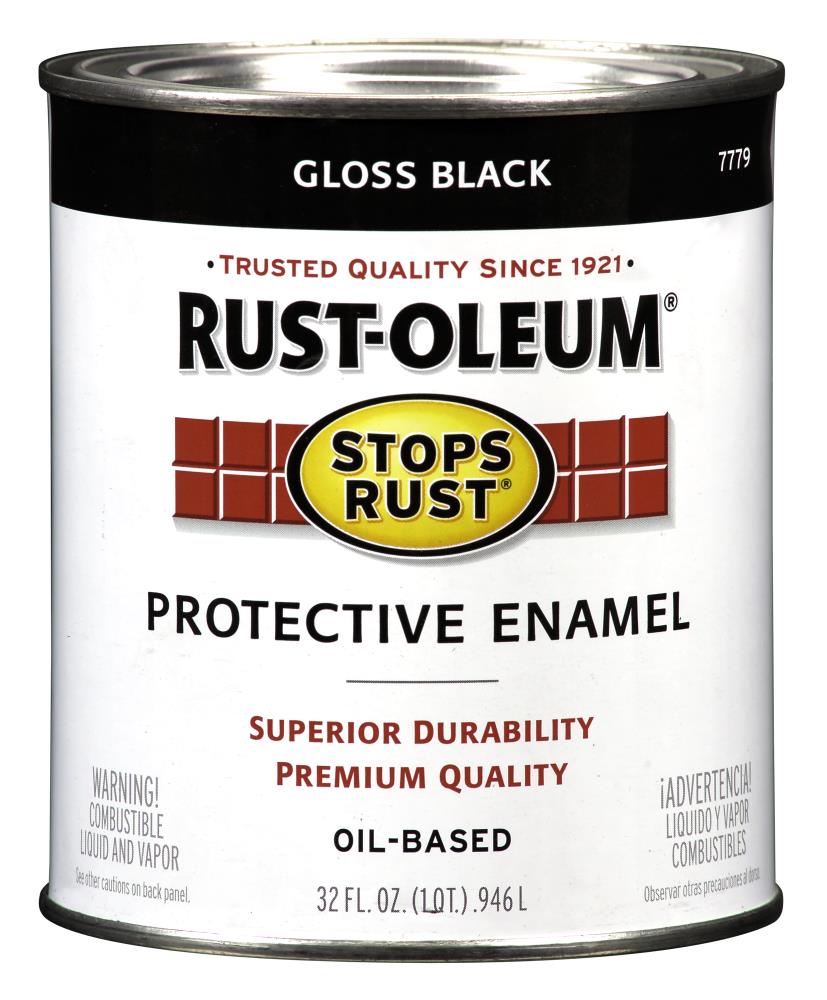 GLOSS BLACK
7779
•TRUSTED QUALITY SINCE 1921•
RUST-OLEUM®
STOPS
RUST®
PROTECTIVE ENAMEL
SUPERIOR DURABILITY
PREMIUM QUALITY
OIL-BASED
32 FL. OZ. (1 QT.) .946 L
WARNING!
COMBUSTIBLE
LIQUID AND VAPOR
See other cautions on back panel.
¡ADVERTENCIA!
LIQUIDO Y VAPOR
COMBUSTIBLES
Observar otras precauciones al dorso.